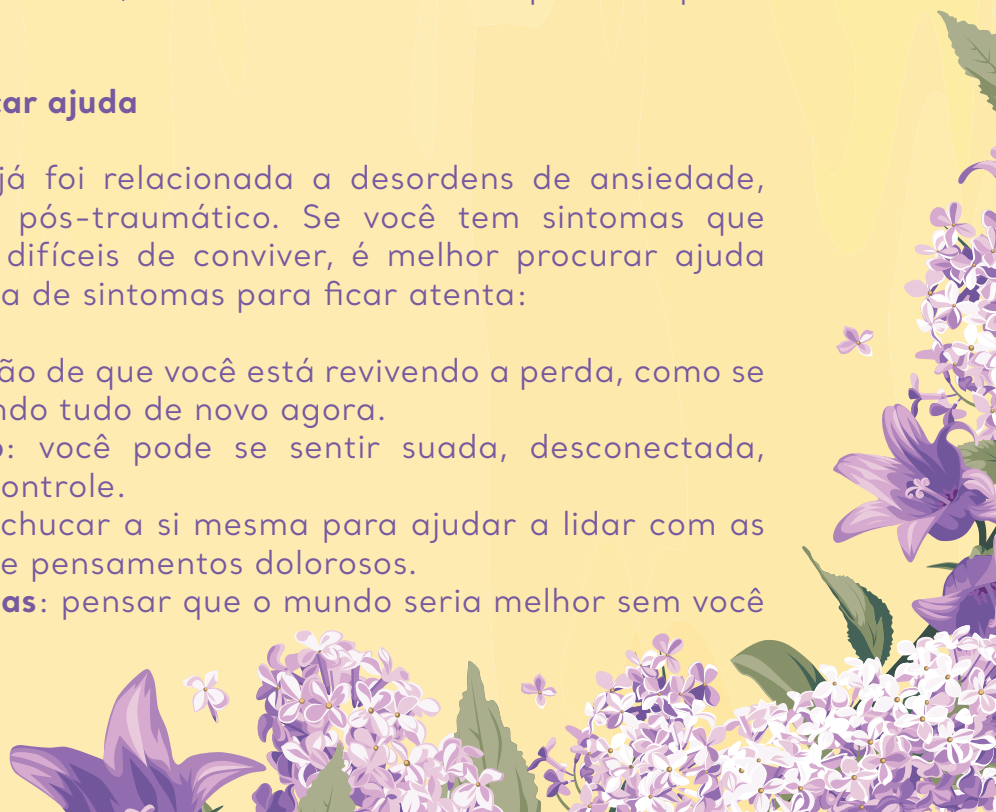 ar ajuda
já foi relacionada a desordens de ansiedade,
pós-traumático. Se você tem sintomas que
difíceis de conviver, é melhor procurar ajuda
a de sintomas para ficar atenta:
ão de que você está revivendo a perda, como se
ndo tudo de novo agora.
o: você pode se sentir suada, desconectada,
ontrole.
chucar a si mesma para ajudar a lidar com as
e pensamentos dolorosos.
as: pensar que o mundo seria melhor sem você